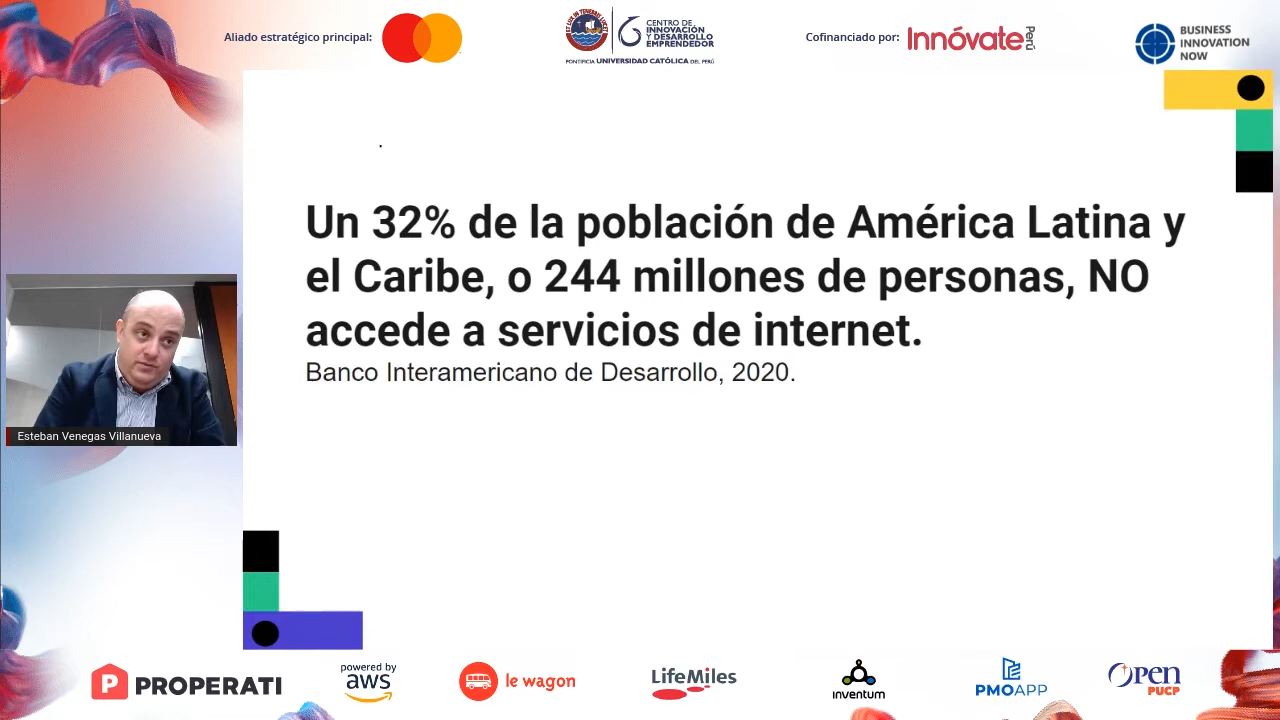 Aliado estratégico principal:
CENTRO DE
INNOVACIÓN
Y DESARROLLO
EMPRENDEDOR
PONTIFICIA UNIVERSIDAD CATÓLICA DEL PERÚ
Cofinanciado por:
Innóvate Perú
BUSINESS
INNOVATION
NOW
Un 32% de la población de América Latina y
el Caribe, o 244 millones de personas, NO
accede a servicios de internet.
Banco Interamericano de Desarrollo, 2020.
Esteban Venegas Villanueva
PROPERATI
powered by
aws
le wagon
LifeMiles
INVENTUM
PMOAPP
OPEN
PUCP